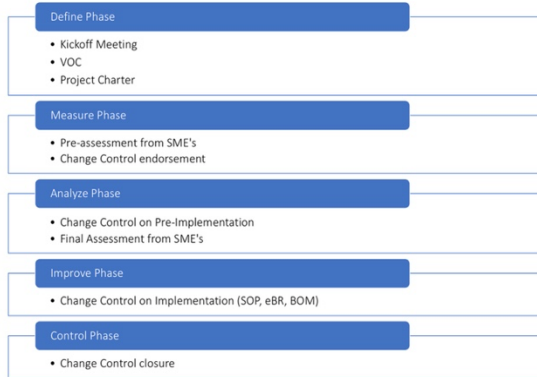 Define Phase
• Kickoff Meeting
• VOC
• Project Charter
Measure Phase
• Pre-assessment from SME's
• Change Control endorsement
Analyze Phase
• Change Control on Pre-Implementation
• Final Assessment from SME's
Improve Phase
• Change Control on Implementation (SOP, eBR, BOM)
Control Phase
• Change Control closure